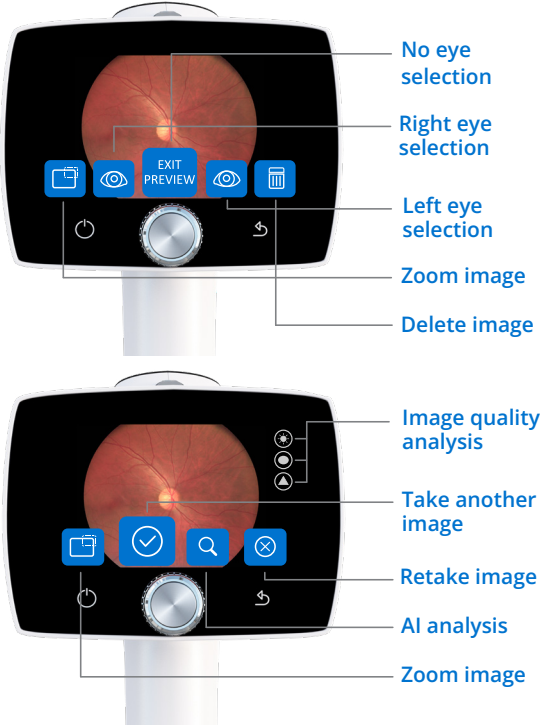 No eye
selection
Right eye
selection
EXIT
PREVIEW
Left eye
selection
Zoom image
Delete image
Image quality
analysis
Take another
image
Retake image
AI analysis
Zoom image